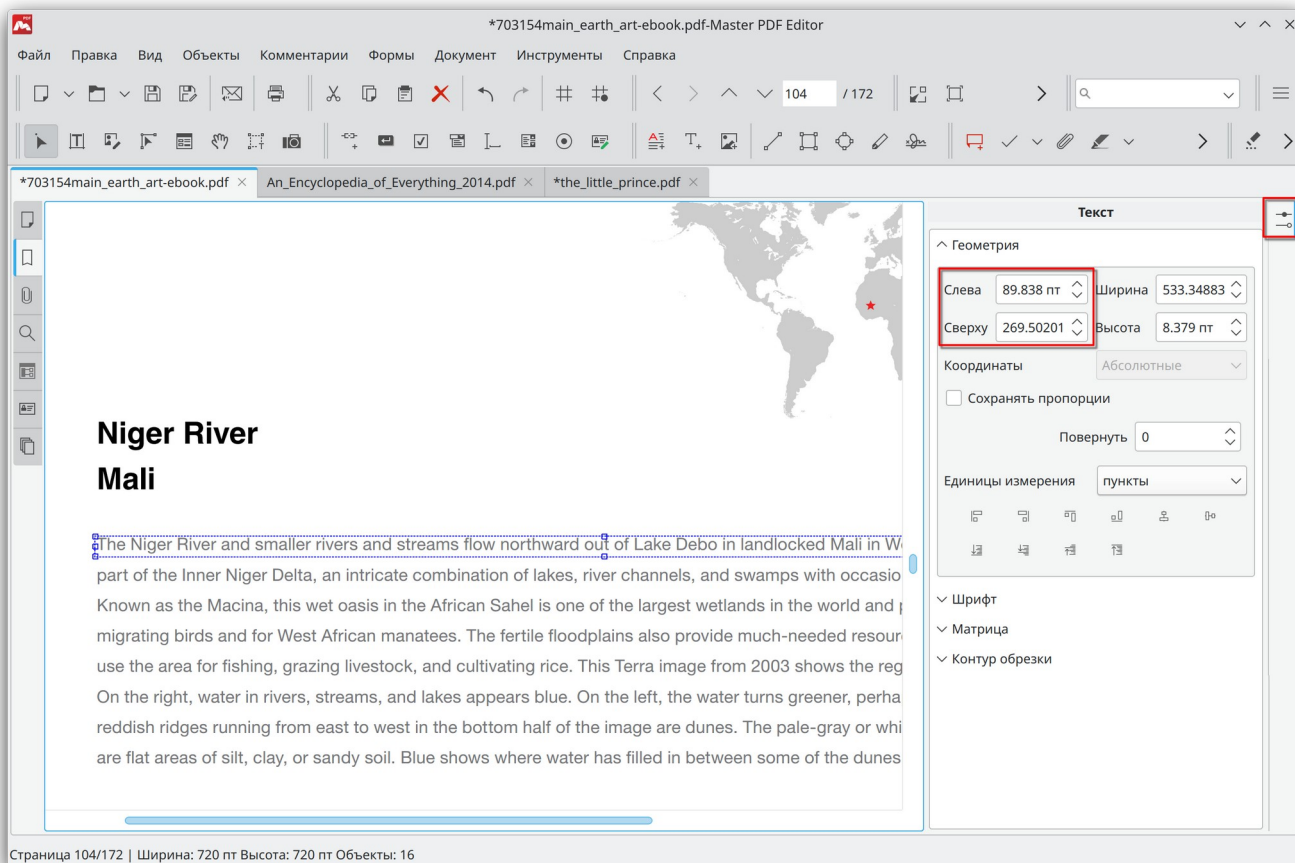 *703154main_earth_art-ebook.pdf-Master PDF Editor
Файл Правка Вид Объекты Комментарии Формы Документ Инструменты Справка
104 / 172
*703154main_earth_art-ebook.pdf An_Encyclopedia_of_Everything_2014.pdf *the_little_prince.pdf
Текст
Геометрия
Слева 89.838 пт Ширина 533.34883
Сверху 269.50201 Высота 8.379 пт
Координаты Абсолютные
Сохранять пропорции
Повернуть 0
Единицы измерения пункты
Шрифт
Матрица
Контур обрезки
Niger River
Mali
The Niger River and smaller rivers and streams flow northward out of Lake Debo in landlocked Mali in W
part of the Inner Niger Delta, an intricate combination of lakes, river channels, and swamps with occasio
Known as the Macina, this wet oasis in the African Sahel is one of the largest wetlands in the world and
migrating birds and for West African manatees. The fertile floodplains also provide much-needed resour
use the area for fishing, grazing livestock, and cultivating rice. This Terra image from 2003 shows the reg
On the right, water in rivers, streams, and lakes appears blue. On the left, the water turns greener, perha
reddish ridges running from east to west in the bottom half of the image are dunes. The pale-gray or whi
are flat areas of silt, clay, or sandy soil. Blue shows where water has filled in between some of the dunes
Страница 104/172 | Ширина: 720 пт Высота: 720 пт Объекты: 16